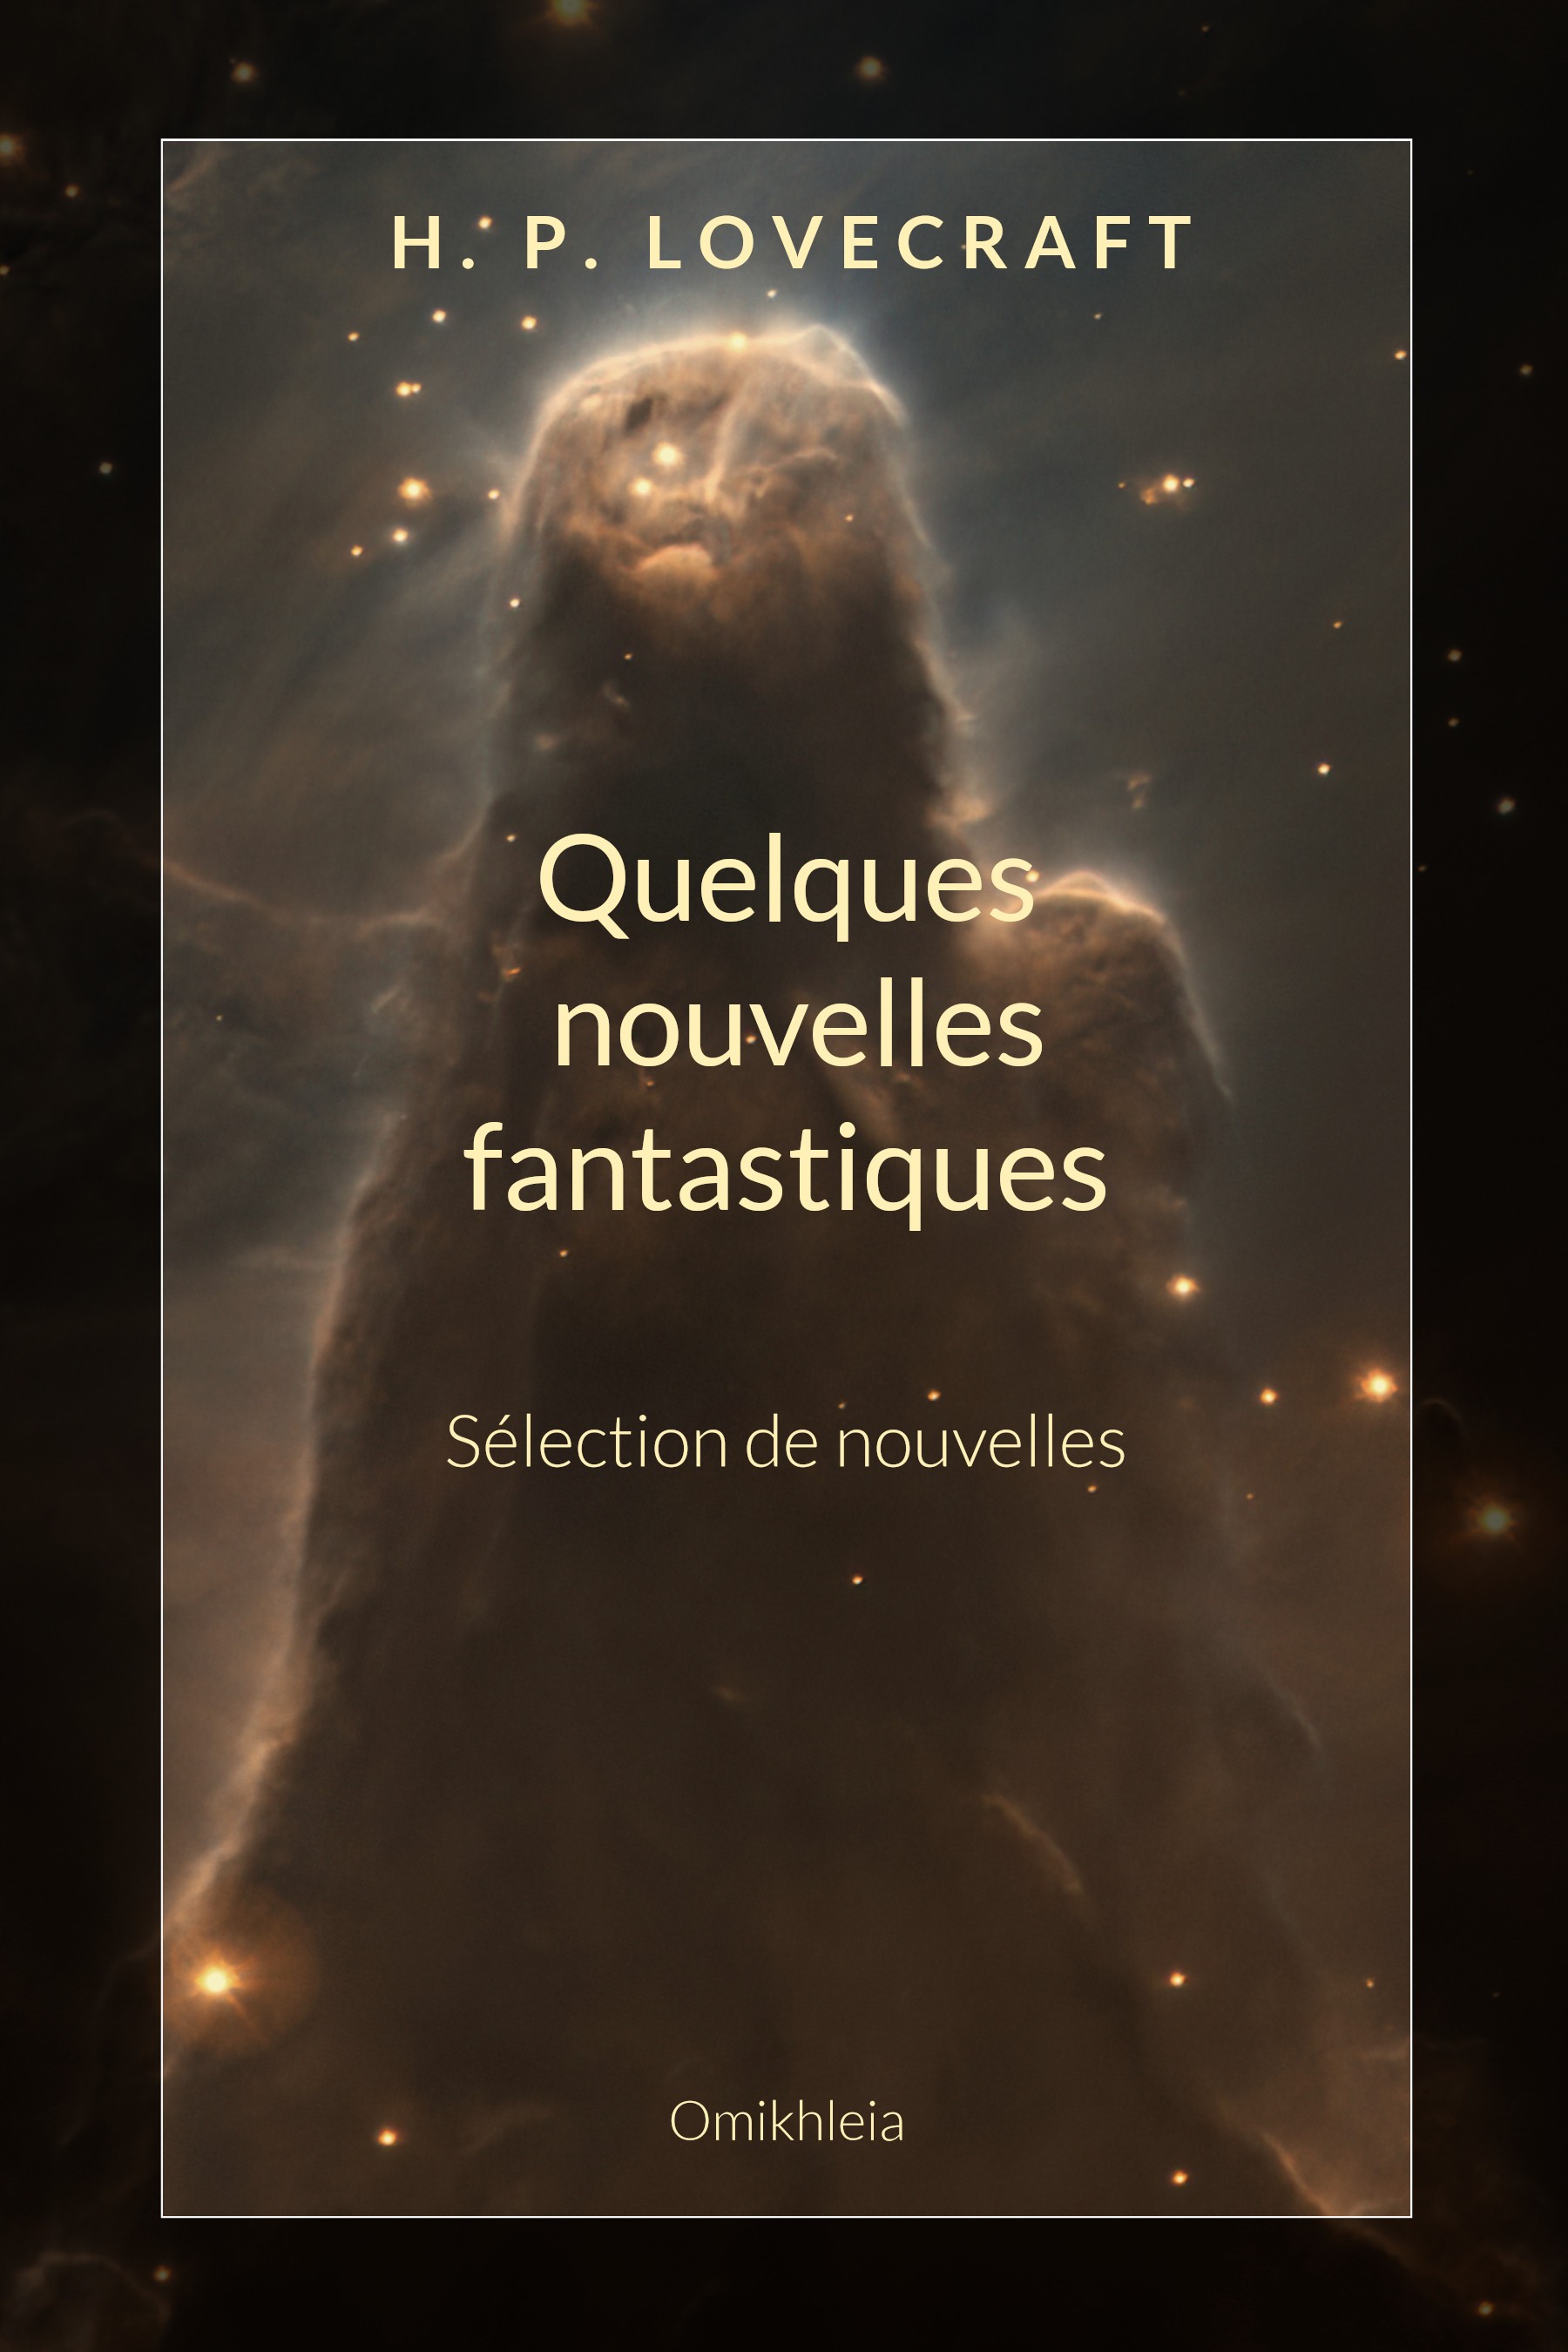 H. P. LOVECRAFT
Quelques
nouvelles
fantastiques
Sélection de nouvelles
Omikhleia